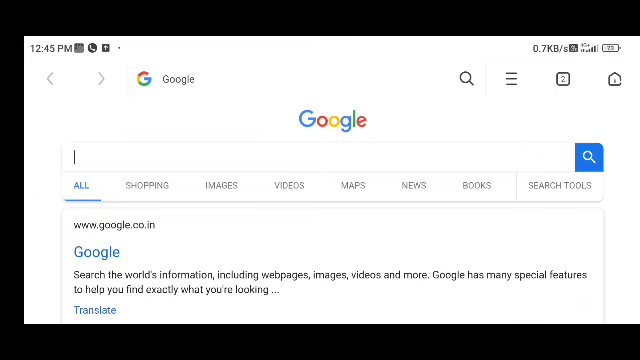 12:45 PM 0.7KB/s 93
Google 2
Google
ALL SHOPPING IMAGES VIDEOS MAPS NEWS BOOKS SEARCH TOOLS
www.google.co.in
Google
Search the world's information, including webpages, images, videos and more. Google has many special features
to help you find exactly what you're looking ...
Translate